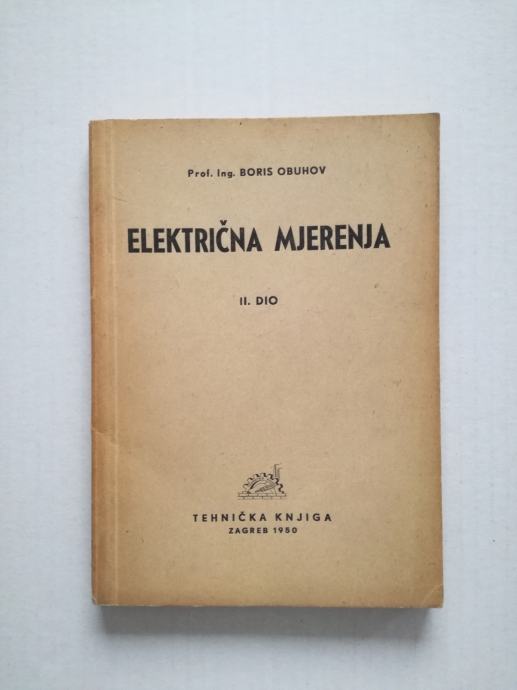 Prof. Ing. BORIS OBUHOV
ELEKTRIČNA MJERENJA
II. DIO
TEHNIČKA KNJIGA
ZAGREB 1950